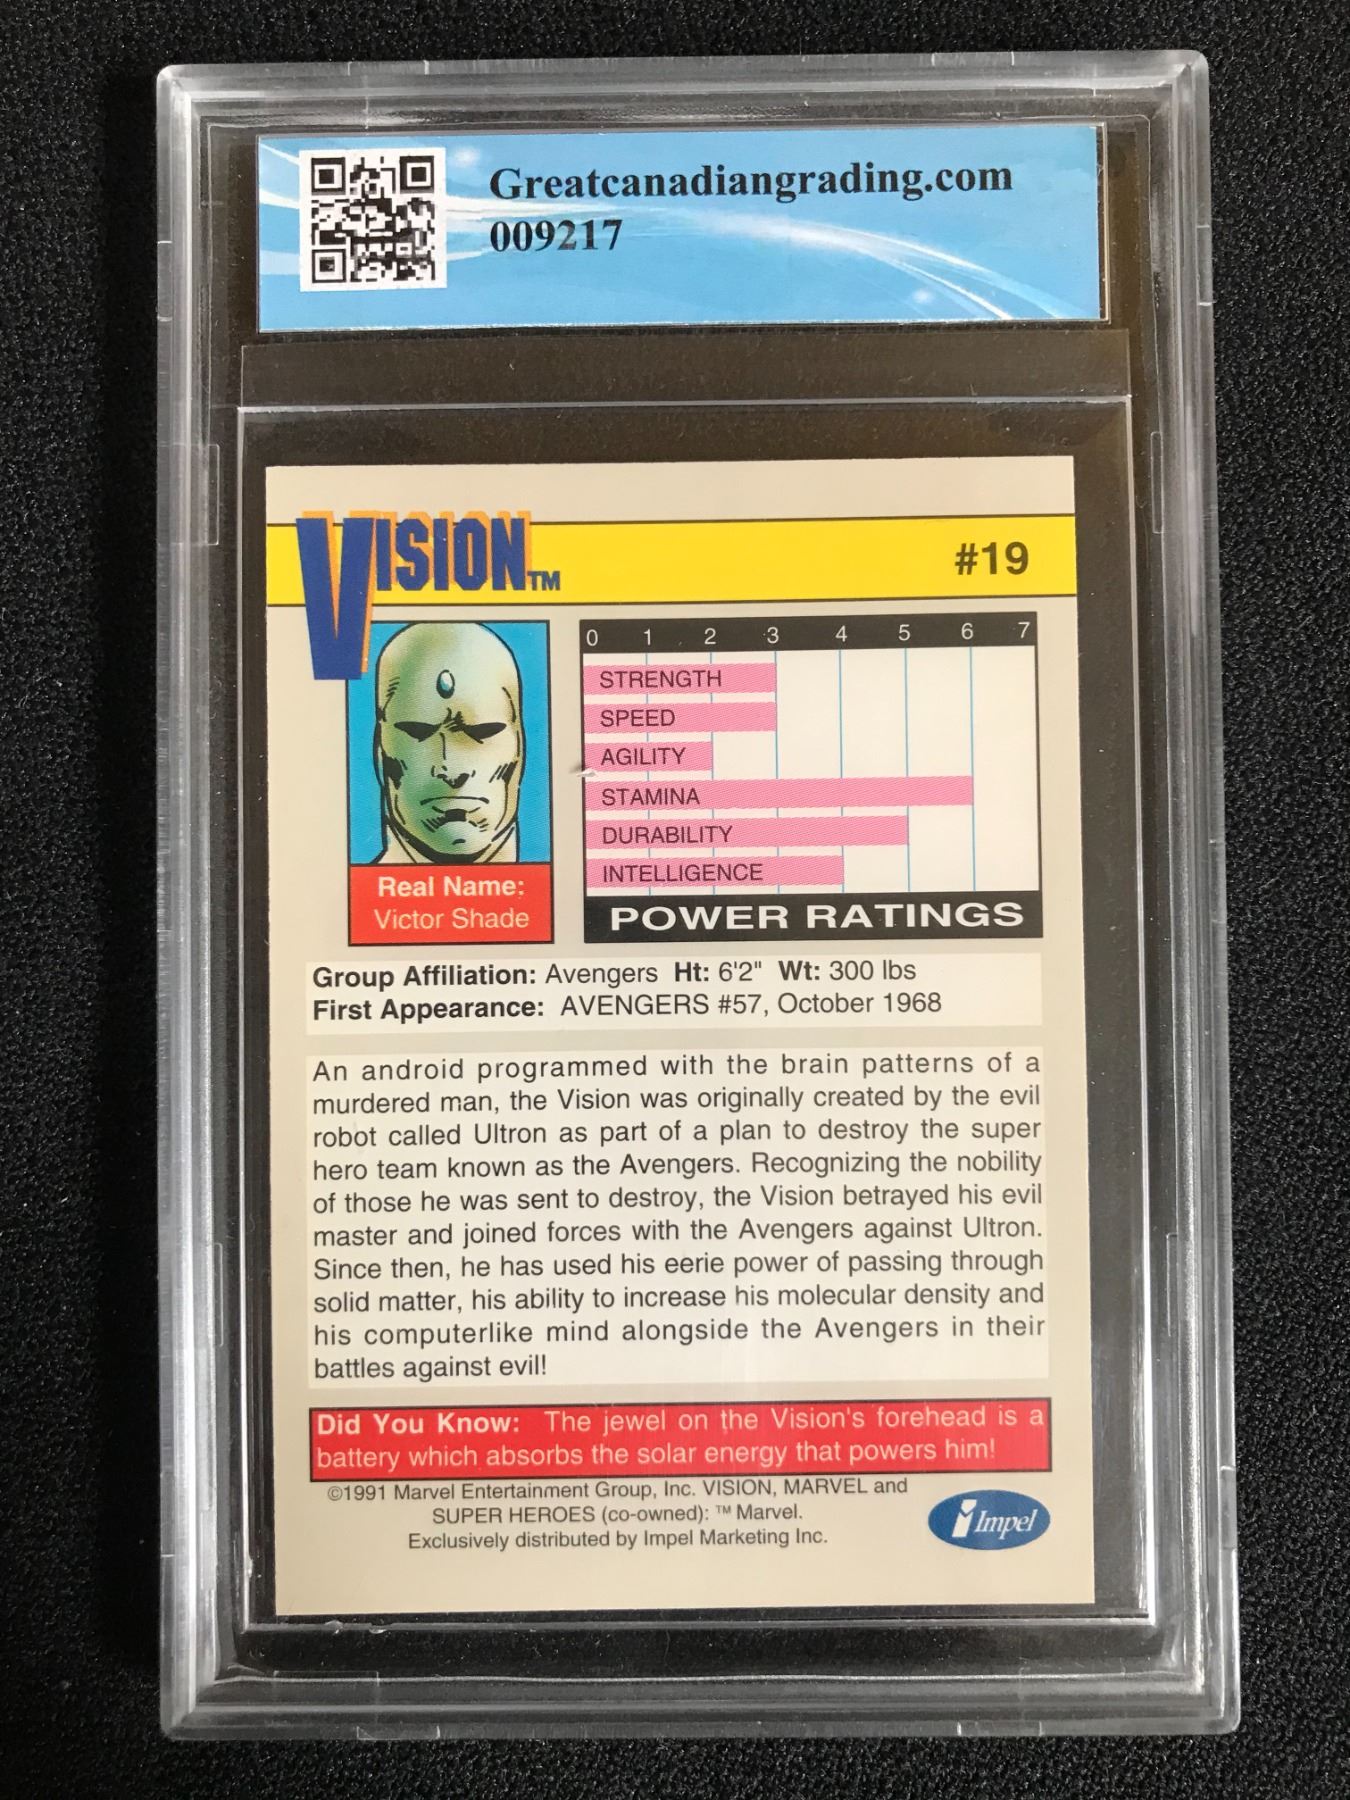 Greatcanadiangrading.com
009217
VISION™
#19
0 1 2 3 4 5 6 7
STRENGTH
SPEED
AGILITY
STAMINA
DURABILITY
INTELLIGENCE
POWER RATINGS
Real Name:
Victor Shade
Group Affiliation: Avengers Ht: 6'2" Wt: 300 lbs
First Appearance: AVENGERS #57, October 1968
An android programmed with the brain patterns of a
murdered man, the Vision was originally created by the evil
robot called Ultron as part of a plan to destroy the super
hero team known as the Avengers. Recognizing the nobility
of those he was sent to destroy, the Vision betrayed his evil
master and joined forces with the Avengers against Ultron.
Since then, he has used his eerie power of passing through
solid matter, his ability to increase his molecular density and
his computerlike mind alongside the Avengers in their
battles against evil!
Did You Know: The jewel on the Vision's forehead is a
battery which absorbs the solar energy that powers him!
©1991 Marvel Entertainment Group, Inc. VISION, MARVEL and
SUPER HEROES (co-owned): ™ Marvel.
Exclusively distributed by Impel Marketing Inc.
Impel